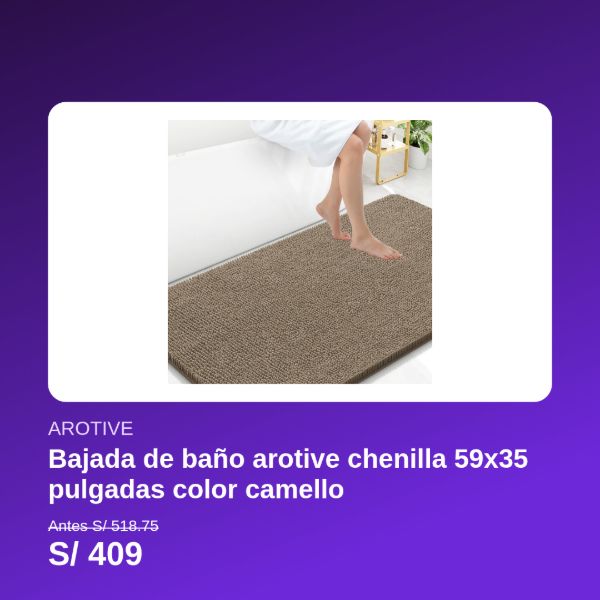 AROTIVE
Bajada de baño arotive chenilla 59x35
pulgadas color camello
Antes S/ 518.75
S/ 409